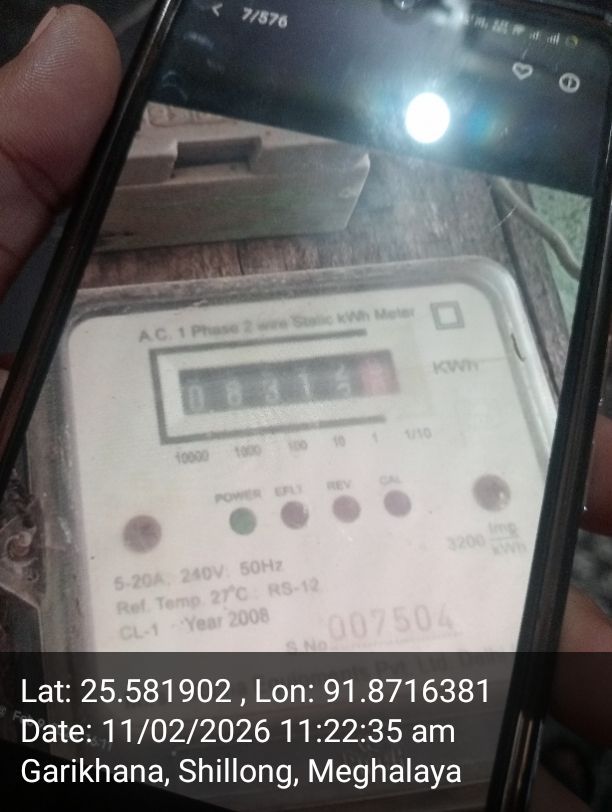 7/576
A.C. 1 Phase 2 wire Static kWh Meter
KWh
10000 1000 100 10 1 1/10
POWER EFLT REV CAL
3200 Imp/kWh
5-20A. 240V. 50Hz
Ref. Temp. 27°C : RS-12
CL-1 Year 2008
S No 007504
Lat: 25.581902 , Lon: 91.8716381
Date: 11/02/2026 11:22:35 am
Garikhana, Shillong, Meghalaya